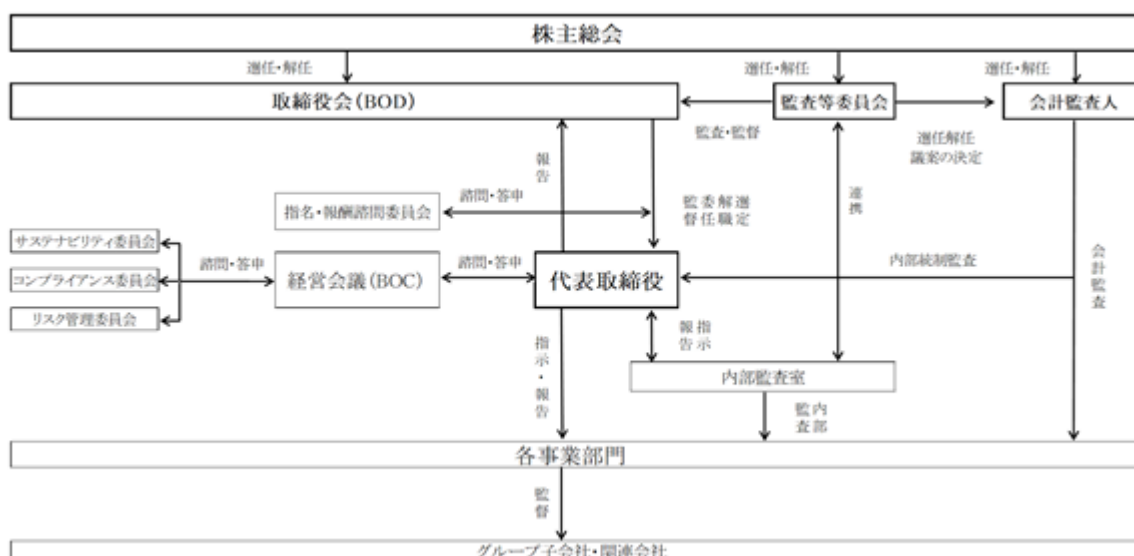 株主総会
選任・解任
選任・解任
選任・解任
取締役会(BOD)
監査等委員会
会計監査人
監査・監督
選任解任
議案の決定
報告
諮問・答申
指名・報酬諮問委員会
選定
解職
委任
監督
連携
サステナビリティ委員会
コンプライアンス委員会
リスク管理委員会
諮問・答申
経営会議(BOC)
諮問・答申
代表取締役
内部統制監査
会計監査
指示
報告
指示・報告
内部監査室
内部
監査
各事業部門
監督
グループ子会社・関連会社